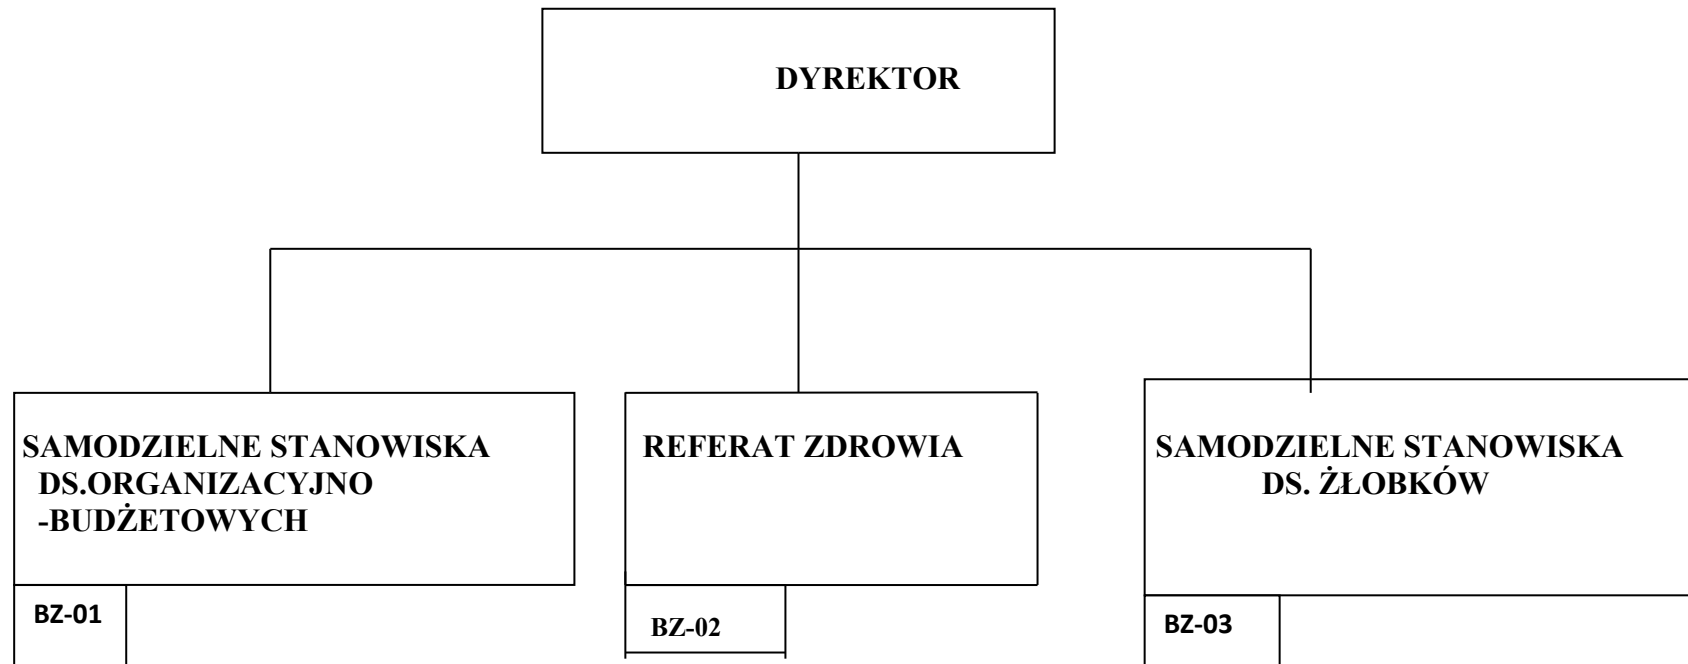 DYREKTOR
SAMODZIELNE STANOWISKA
DS.ORGANIZACYJNO
-BUDŻETOWYCH
BZ-01
REFERAT ZDROWIA
BZ-02
SAMODZIELNE STANOWISKA
DS. ŻŁOBKÓW
BZ-03